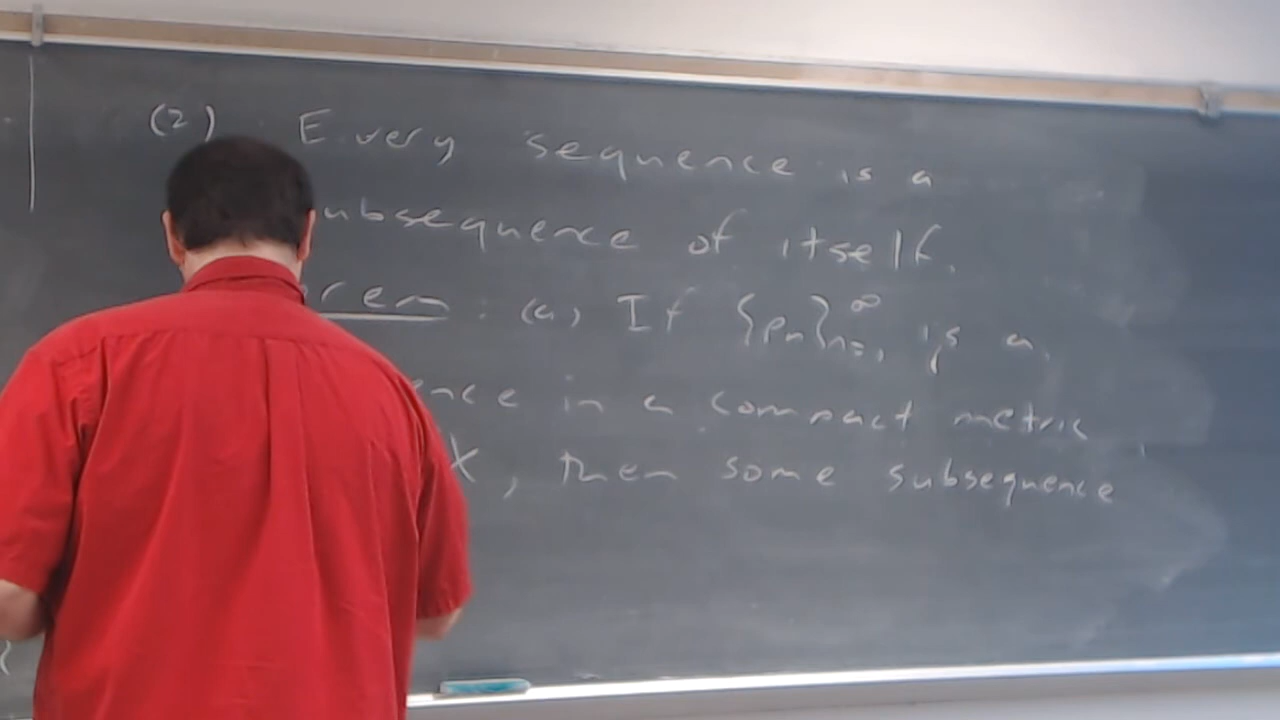 (2) Every sequence is a
ubsequence of itself.
rem : (a) If {pn}n=1^∞ is a
ence in a compact metric
X, then some subsequence